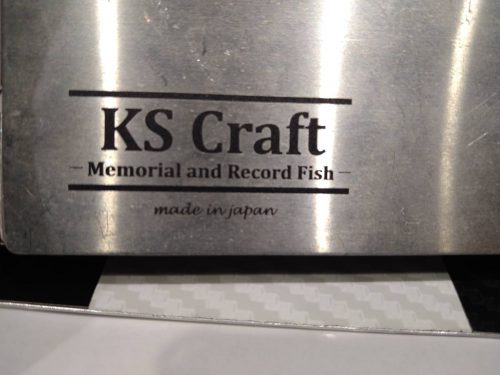 KS Craft
Memorial and Record Fish
made in japan